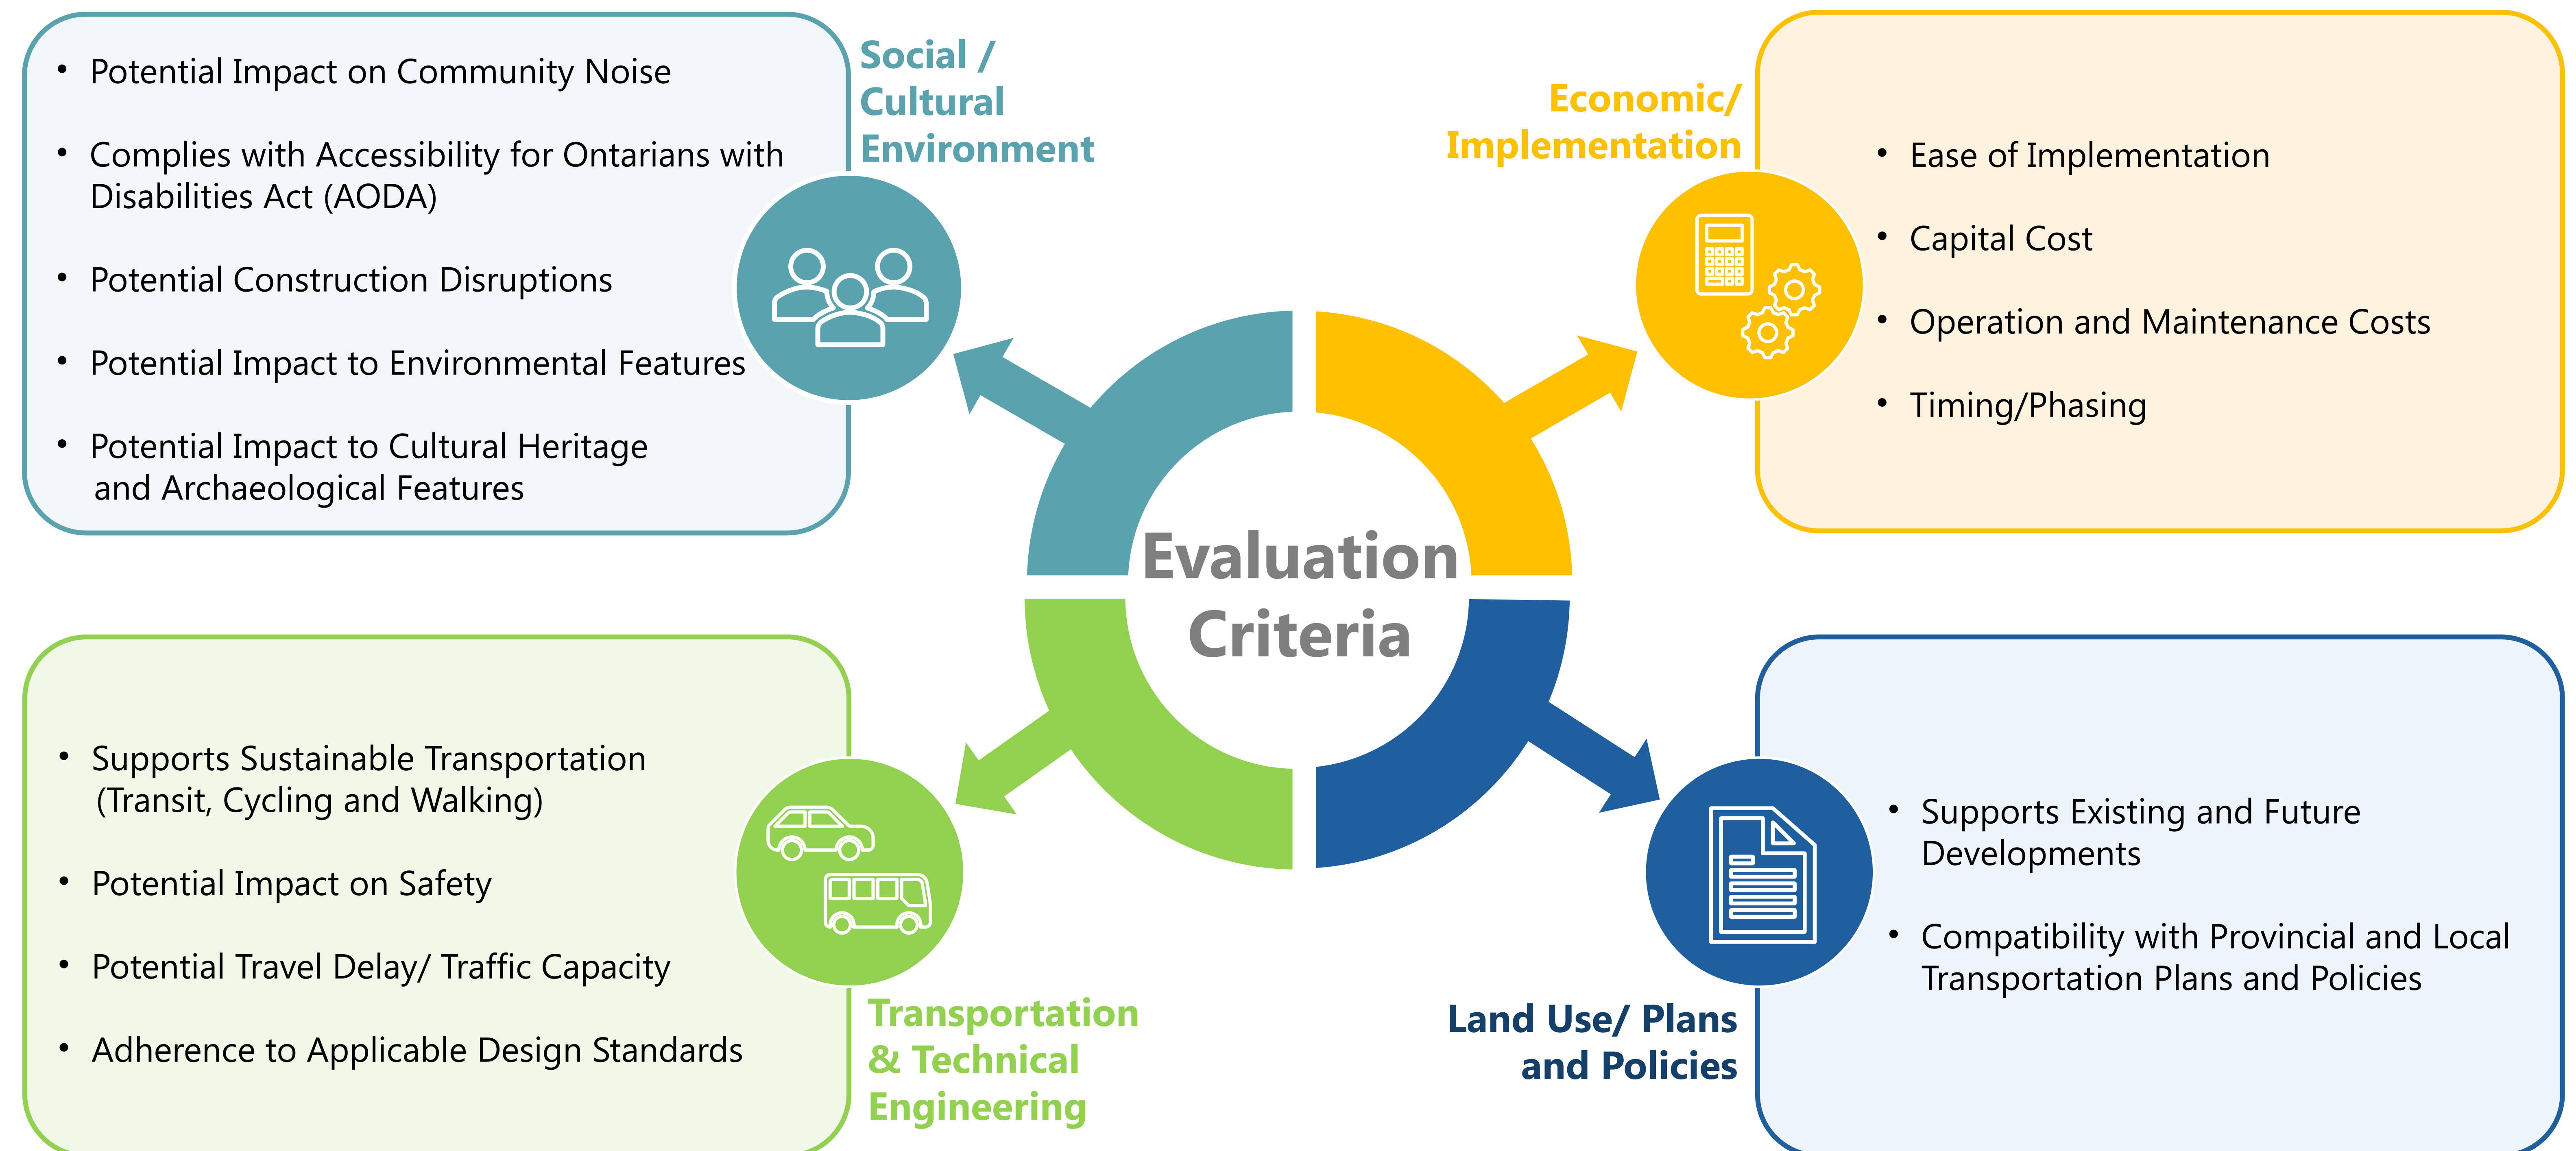 • Potential Impact on Community Noise
• Complies with Accessibility for Ontarians with
Disabilities Act (AODA)
• Potential Construction Disruptions
• Potential Impact to Environmental Features
• Potential Impact to Cultural Heritage
and Archaeological Features
Social /
Cultural
Environment
Economic/
Implementation
• Ease of Implementation
• Capital Cost
• Operation and Maintenance Costs
• Timing/Phasing
Evaluation
Criteria
• Supports Sustainable Transportation
(Transit, Cycling and Walking)
• Potential Impact on Safety
• Potential Travel Delay/ Traffic Capacity
• Adherence to Applicable Design Standards
Transportation
& Technical
Engineering
Land Use/ Plans
and Policies
• Supports Existing and Future
Developments
• Compatibility with Provincial and Local
Transportation Plans and Policies